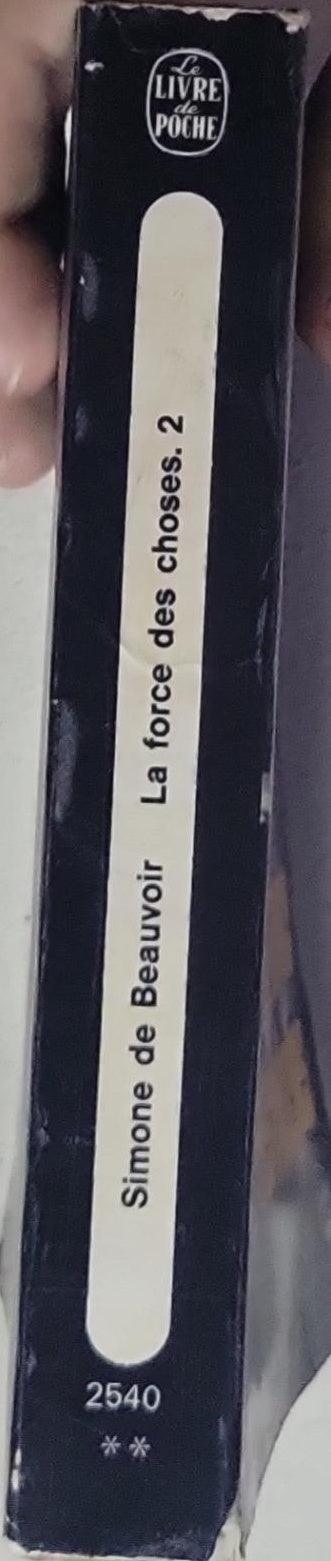 Le
LIVRE
de
POCHE
Simone de Beauvoir La force des choses. 2
2540
**